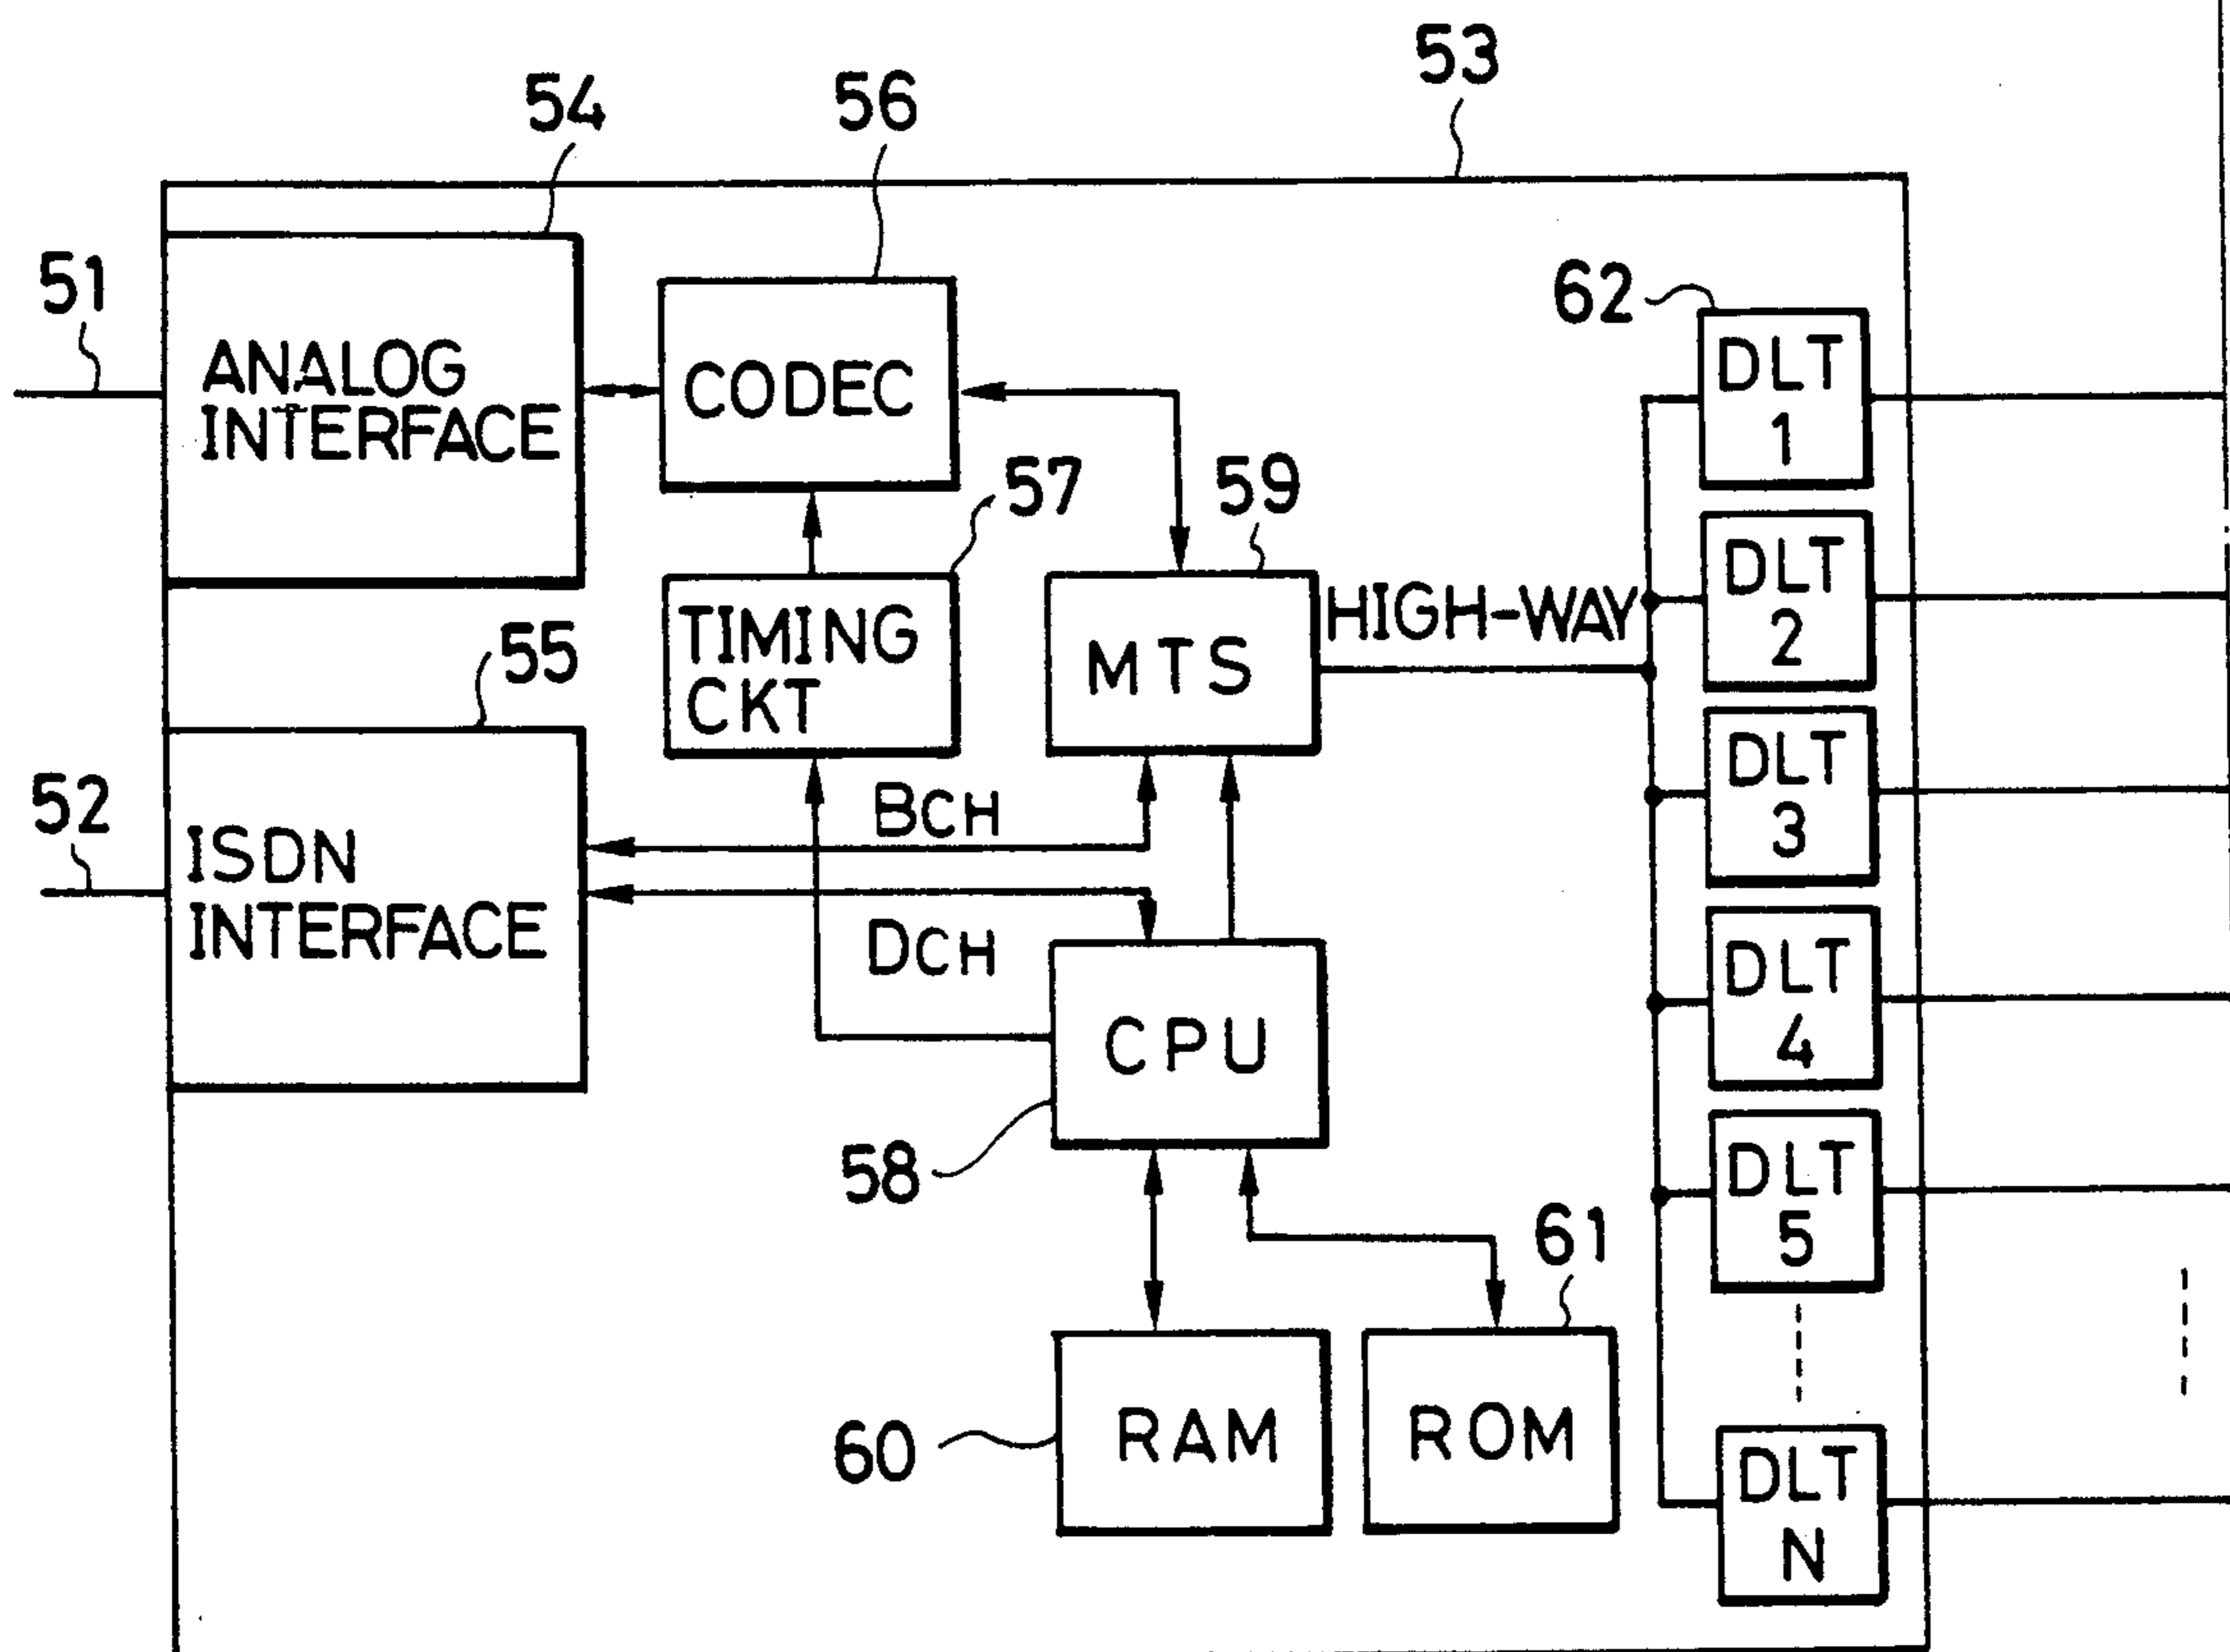 53
54
56
51
62
ANALOG
INTERFACE
CODEC
DLT
1
57
59
DLT
2
TIMING
CKT
MTS
HIGH-WAY
55
DLT
3
52
BCH
ISDN
INTERFACE
DCH
DLT
4
CPU
58
DLT
5
61
60
RAM
ROM
DLT
N